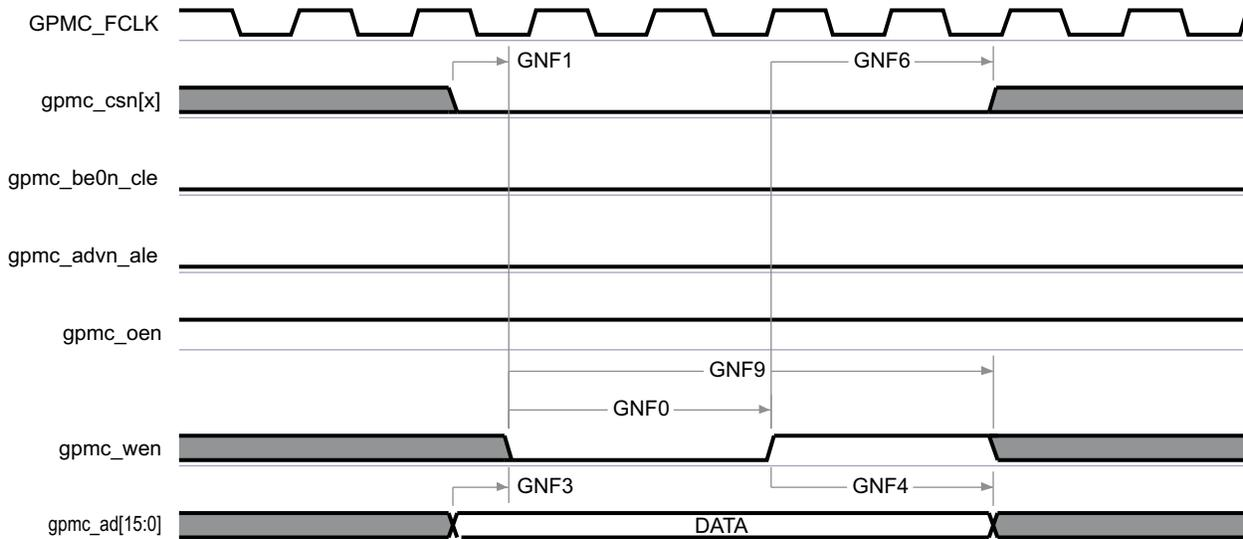 GPMC_FCLK
GNF1
GNF6
gpmc_csn[x]
gpmc_be0n_cle
gpmc_advn_ale
gpmc_oen
GNF9
GNF0
gpmc_wen
GNF3
GNF4
gpmc_ad[15:0]
DATA